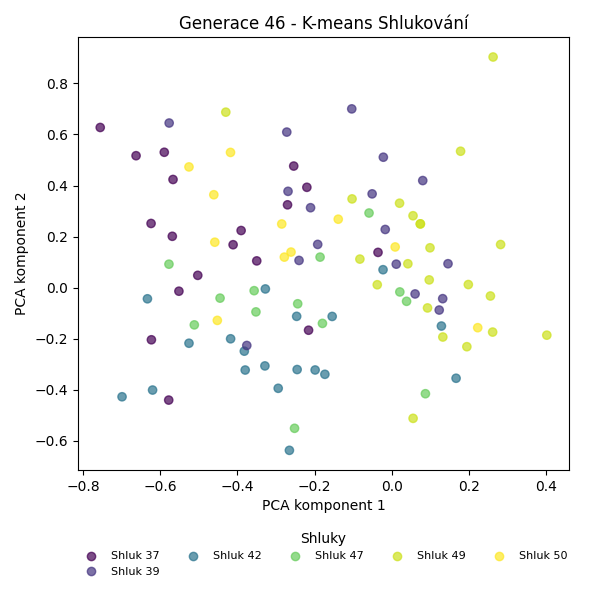 Generace 46 - K-means Shlukování
PCA komponent 2
0.8
0.6
0.4
0.2
0.0
−0.2
−0.4
−0.6
−0.8 −0.6 −0.4 −0.2 0.0 0.2 0.4
PCA komponent 1
Shluky
Shluk 37 Shluk 42 Shluk 47 Shluk 49 Shluk 50
Shluk 39